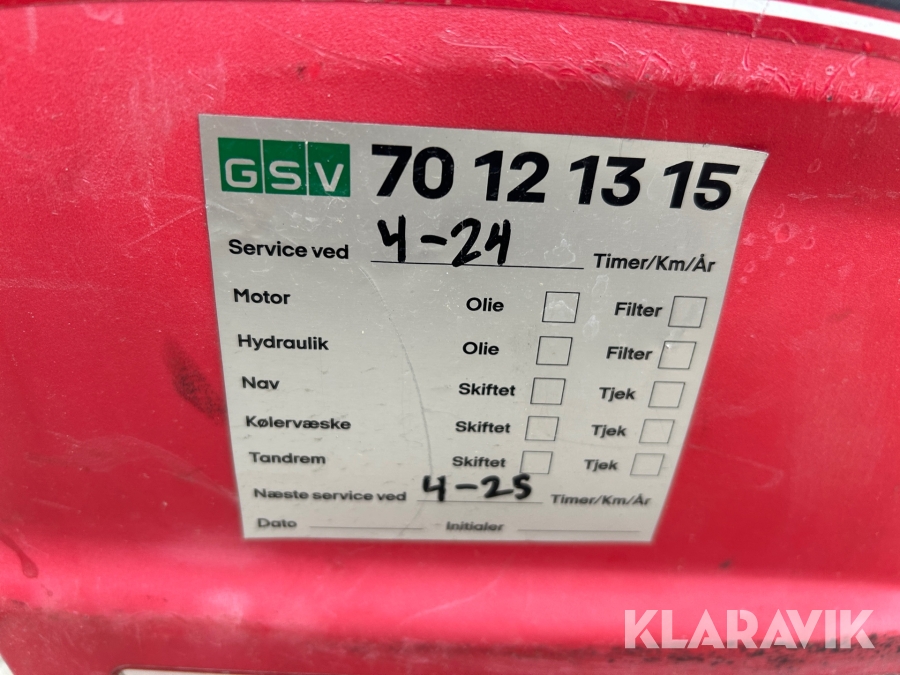 GSV 70 12 13 15
Service ved 4-24 Timer/Km/År
Motor Olie Filter
Hydraulik Olie Filter
Nav Skiftet Tjek
Kølervæske Skiftet Tjek
Tandrem Skiftet Tjek
Næste service ved 4-25 Timer/Km/År
Dato Initialer
KLARAVIK